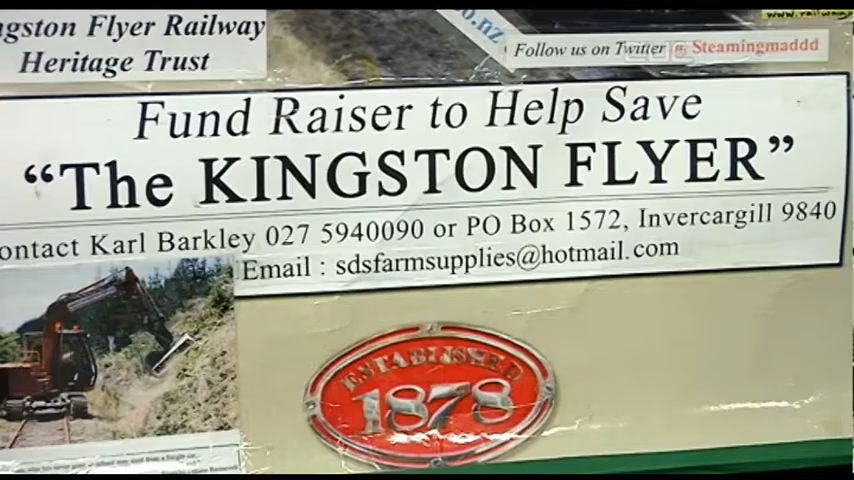 ngston Flyer Railway
Heritage Trust
o.nz
Follow us on Twitter @ Steamingmaddd
Fund Raiser to Help Save
“The KINGSTON FLYER”
ontact Karl Barkley 027 5940090 or PO Box 1572, Invercargill 9840
Email : sdsfarmsupplies@hotmail.com
ESTABLISHED
1878